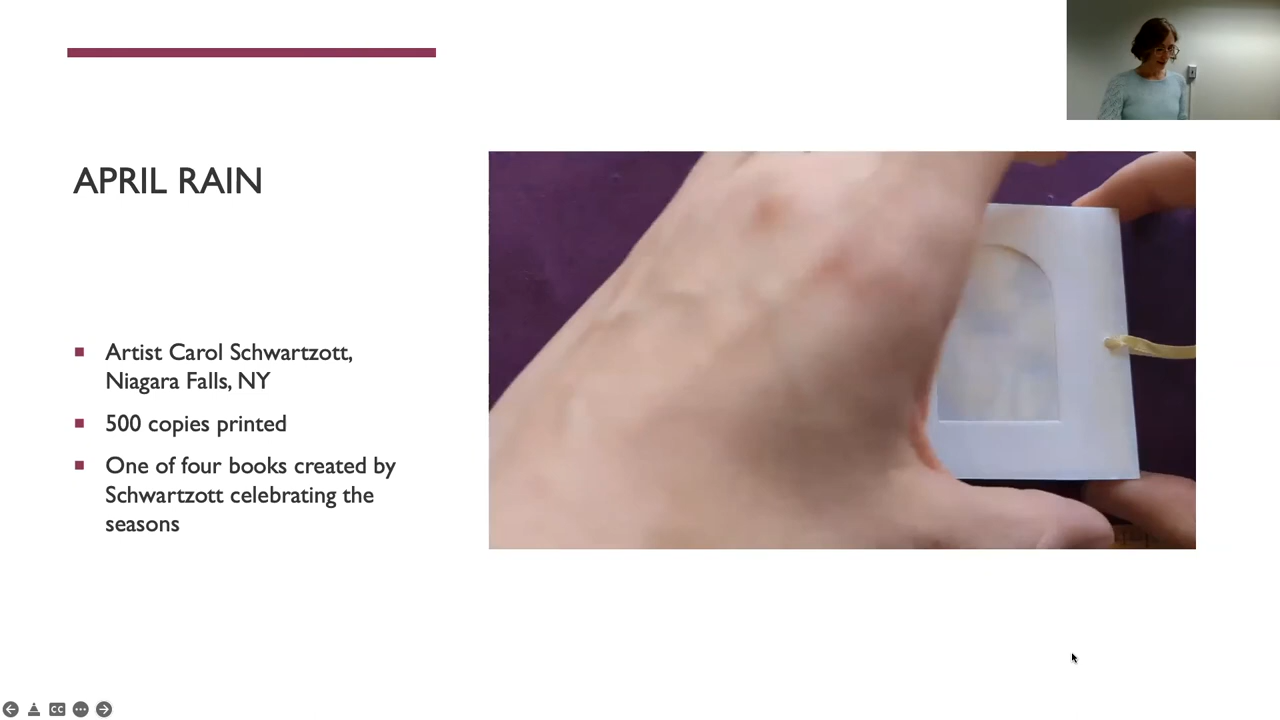 APRIL RAIN
Artist Carol Schwartzott,
Niagara Falls, NY
500 copies printed
One of four books created by
Schwartzott celebrating the
seasons
CC